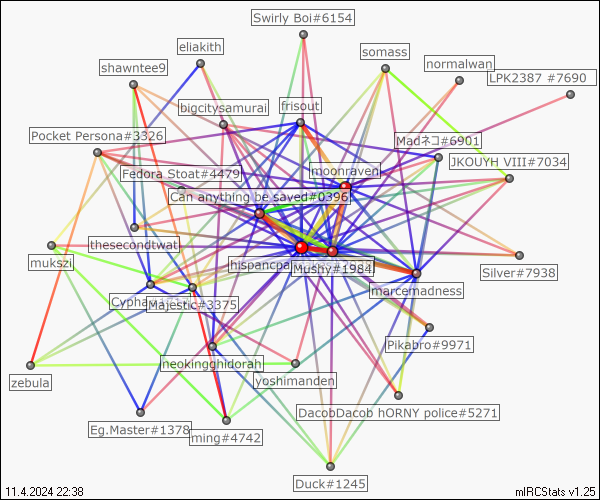 Swirly Boi#6154
eliakith
somass
normalwan
shawntee9
LPK2387 #7690
bigcitysamurai
frisout
Pocket Persona#3326
Madネコ#6901
JKOUYH VIII#7034
Fedora Stoat#4479
moonraven
Can anything be saved#0396
thesecondtwat
mukszi
hispancpa
Mushy#1984
Silver#7938
marcemadness
Cypha
Majestic#3375
Pikabro#9971
neokingghidorah
zebula
yoshimanden
DacobDacob hORNY police#5271
Eg.Master#1378
ming#4742
Duck#1245
11.4.2024 22:38
mIRCStats v1.25